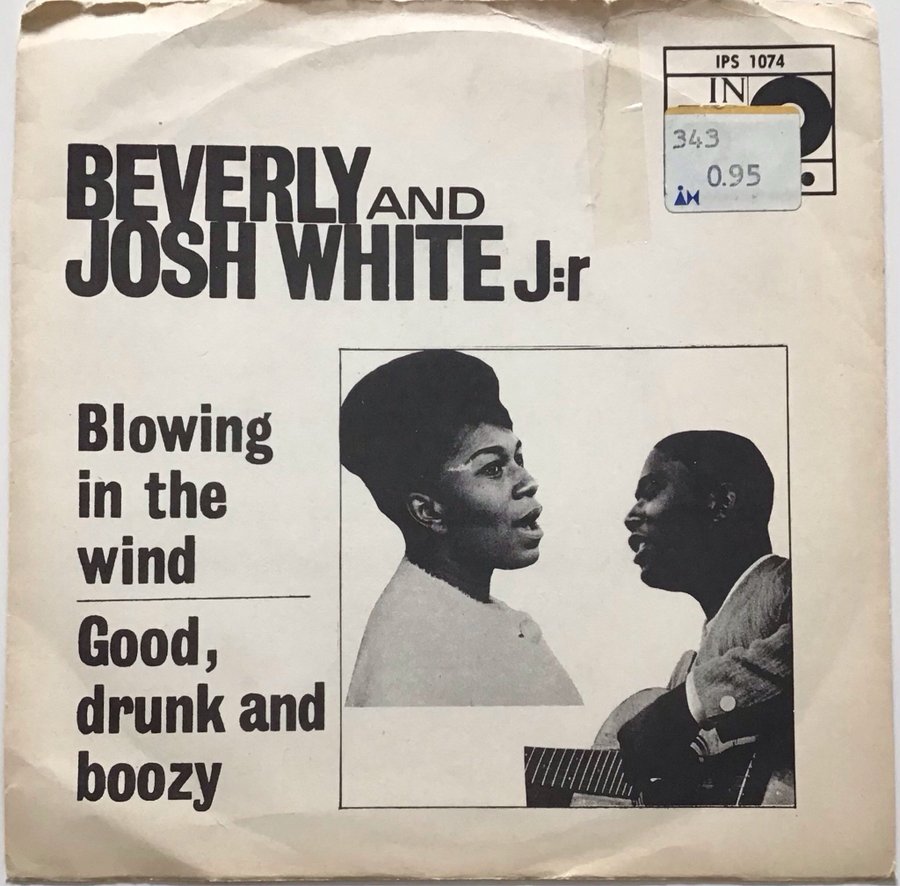 IPS 1074
IN
343
0.95
BEVERLY AND
JOSH WHITE J:r
Blowing
in the
wind
Good,
drunk and
boozy